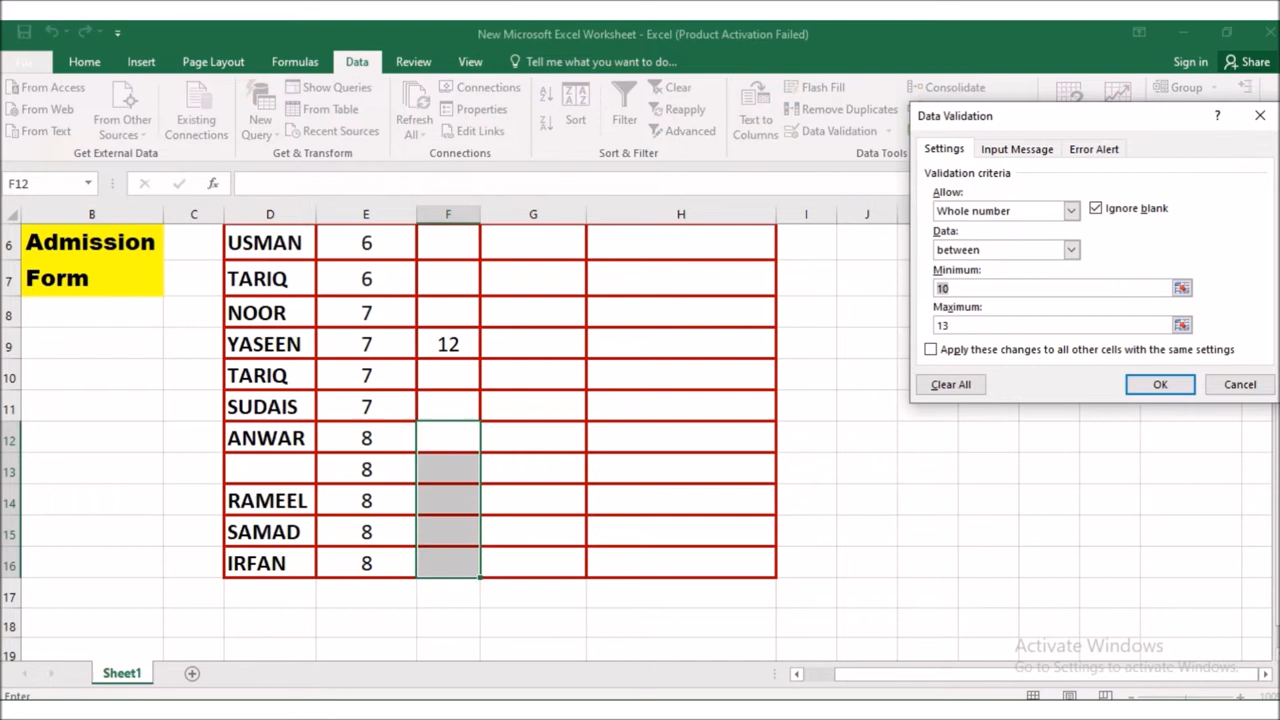 New Microsoft Excel Worksheet - Excel (Product Activation Failed)
Home Insert Page Layout Formulas Data Review View Tell me what you want to do... Sign in Share
From Access
From Web
From Text
From Other Sources
Existing Connections
Get External Data
New Query
Show Queries
From Table
Recent Sources
Get & Transform
Refresh All
Connections
Properties
Edit Links
Connections
Sort
Filter
Clear
Reapply
Advanced
Sort & Filter
Text to Columns
Flash Fill
Remove Duplicates
Data Validation
Consolidate
Data Tools
Group
Data Validation ?
Settings Input Message Error Alert
Validation criteria
Allow:
Whole number Ignore blank
Data:
between
Minimum:
10
Maximum:
13
Apply these changes to all other cells with the same settings
Clear All OK Cancel
F12 fx
B C D E F G H I J
6 Admission USMAN 6
7 Form TARIQ 6
8 NOOR 7
9 YASEEN 7 12
10 TARIQ 7
11 SUDAIS 7
12 ANWAR 8
13 8
14 RAMEEL 8
15 SAMAD 8
16 IRFAN 8
17
18
19
Activate Windows
Go to Settings to activate Windows.
Sheet1
Enter